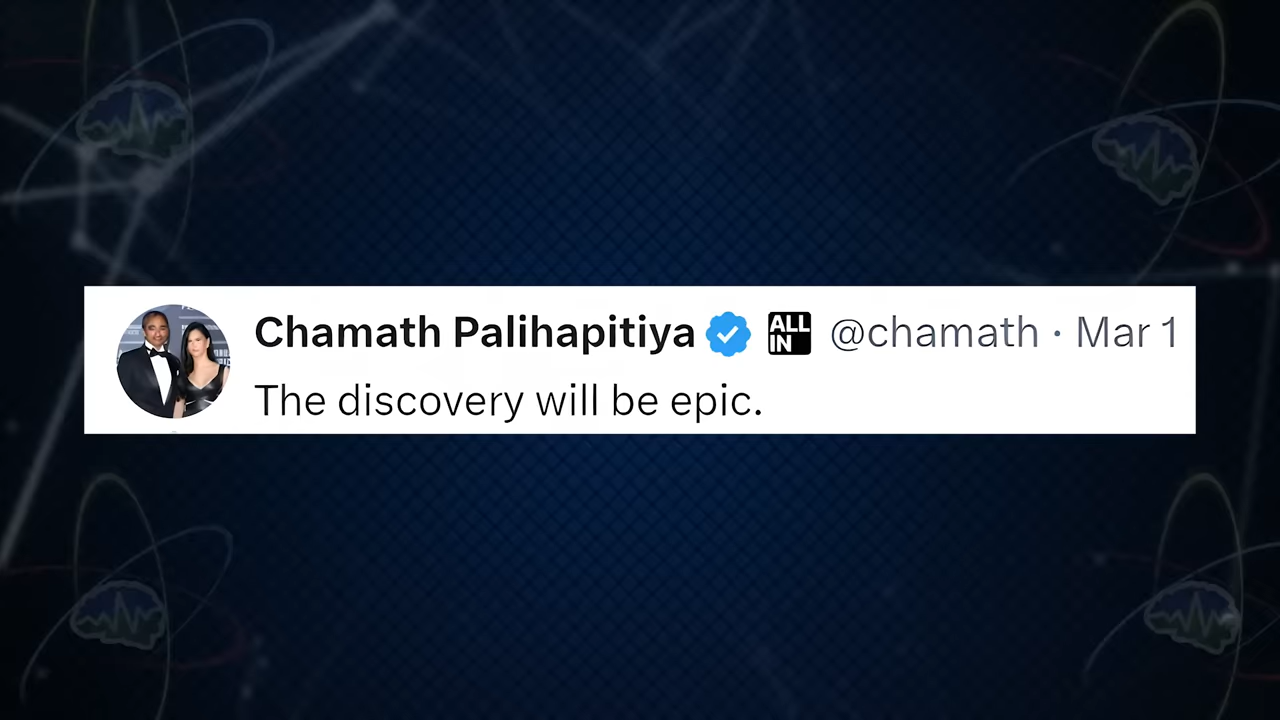 Chamath Palihapitiya ALL IN @chamath · Mar 1
The discovery will be epic.